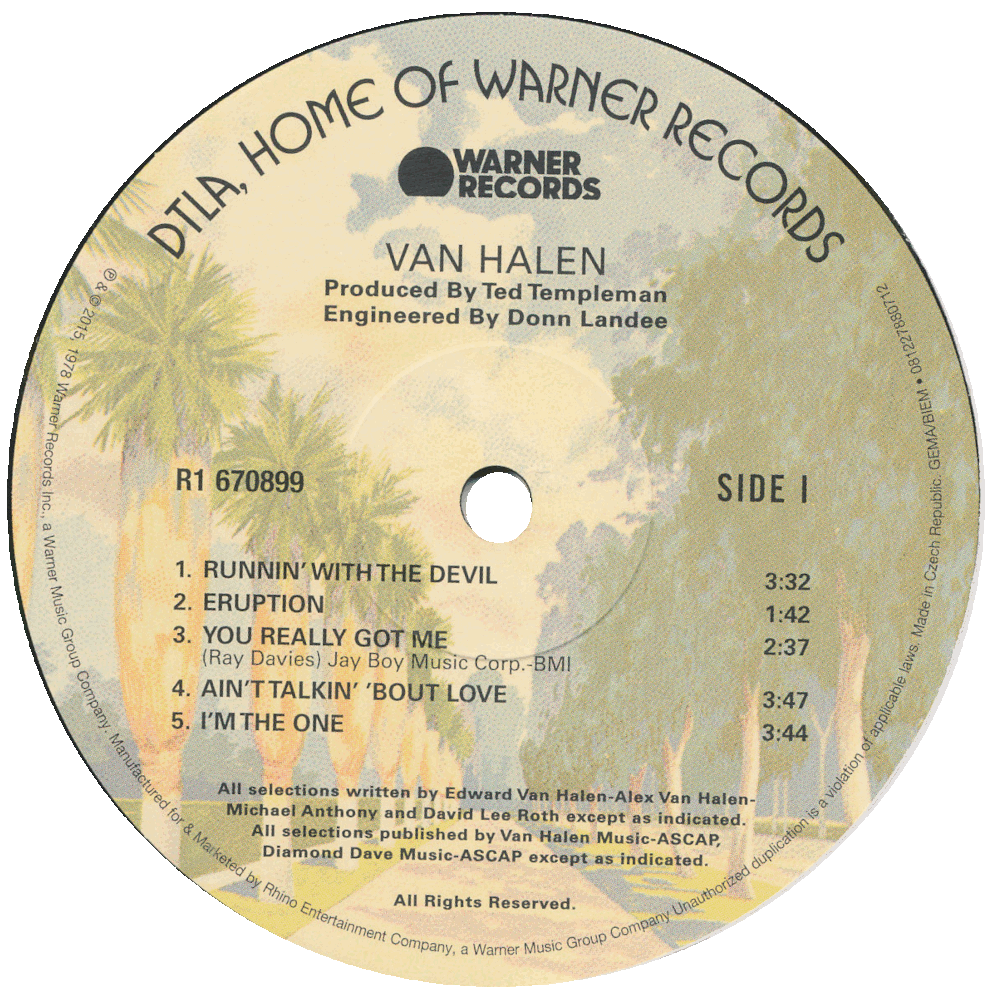 DTLA, HOME OF WARNER RECORDS
WARNER
RECORDS
VAN HALEN
Produced By Ted Templeman
Engineered By Donn Landee
R1 670899
SIDE 1
1. RUNNIN' WITH THE DEVIL 3:32
2. ERUPTION 1:42
3. YOU REALLY GOT ME 2:37
(Ray Davies) Jay Boy Music Corp.-BMI
4. AIN'T TALKIN' 'BOUT LOVE 3:47
5. I'M THE ONE 3:44
All selections written by Edward Van Halen-Alex Van Halen-
Michael Anthony and David Lee Roth except as indicated.
All selections published by Van Halen Music-ASCAP,
Diamond Dave Music-ASCAP except as indicated.
All Rights Reserved.
℗ & © 2015, 1978 Warner Records Inc., a Warner Music Group Company. Manufactured for & Marketed by Rhino Entertainment Company, a Warner Music Group Company Unauthorized duplication is a violation of applicable laws. Made in Czech Republic. GEMA/BIEM • 081227880712